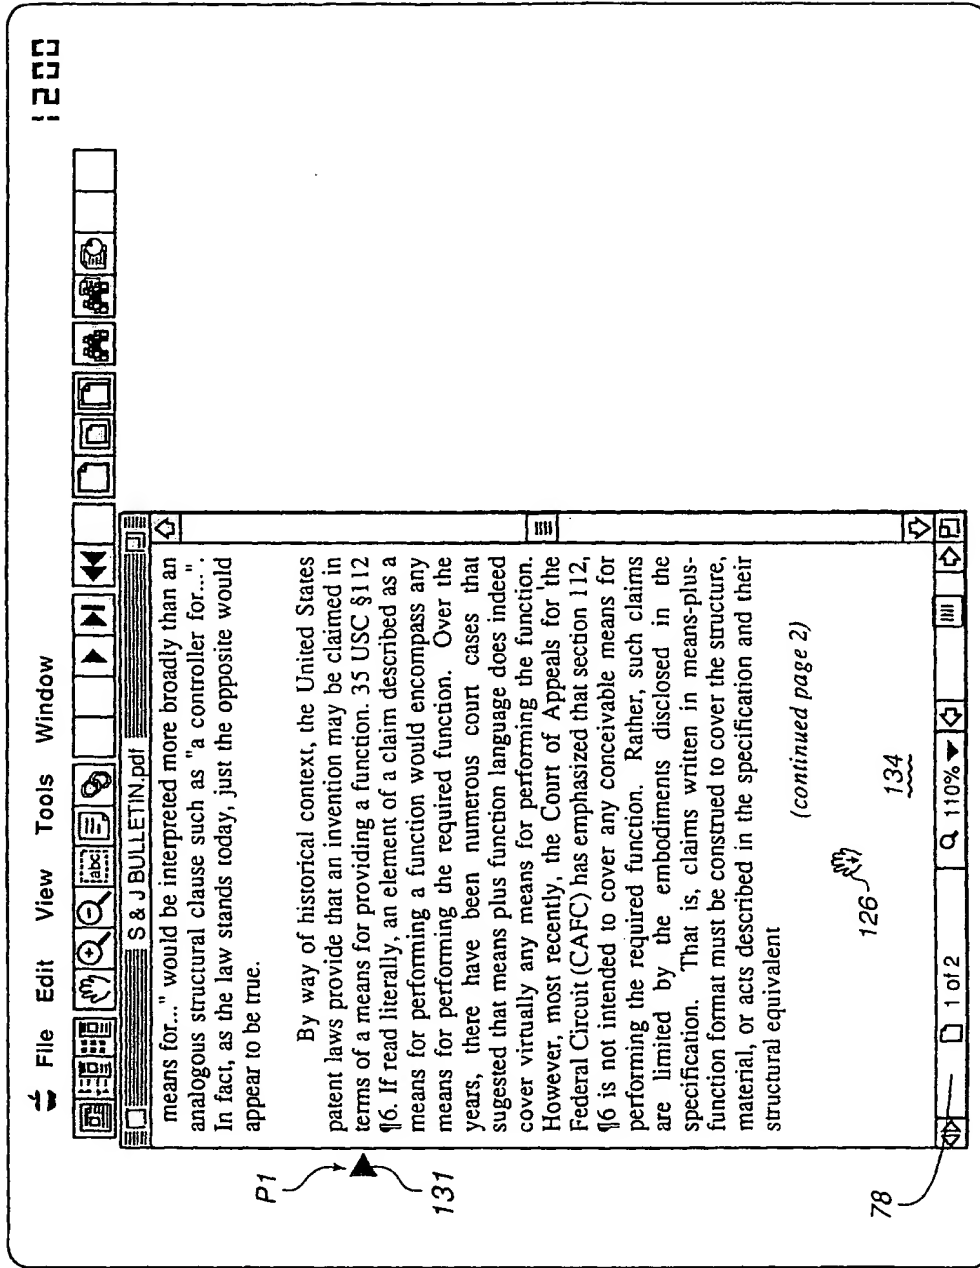 1200
File Edit View Tools Window
abc
S & J BULLETIN.pdf
means for..." would be interpreted more broadly than an
analogous structural clause such as "a controller for...".
In fact, as the law stands today, just the opposite would
appear to be true.
By way of historical context, the United States
patent laws provide that an invention may be claimed in
terms of a means for providing a function. 35 USC §112
¶6. If read literally, an element of a claim described as a
means for performing a function would encompass any
means for performing the required function. Over the
years, there have been numerous court cases that
suggested that means plus function language does indeed
cover virtually any means for performing the function.
However, most recently, the Court of Appeals for 'the
Federal Circuit (CAFC) has emphasized that section 112,
¶6 is not intended to cover any conceivable means for
performing the required function. Rather, such claims
are limited by the embodiments disclosed in the
specification. That is, claims written in means-plus-
function format must be construed to cover the structure,
material, or acts described in the specification and their
structural equivalent
(continued page 2)
P1
131
126
134
78
1 of 2
110%